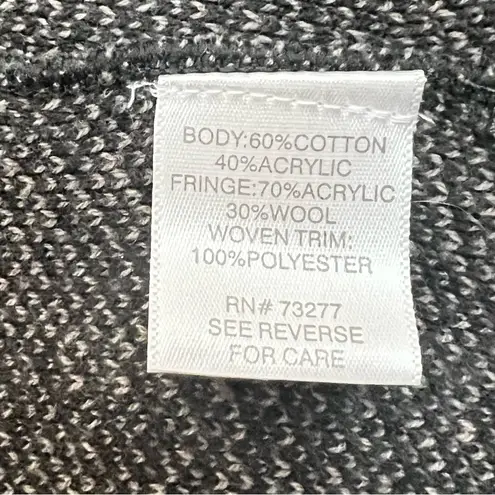 BODY:60%COTTON
40%ACRYLIC
FRINGE:70%ACRYLIC
30%WOOL
WOVEN TRIM:
100%POLYESTER
RN# 73277
SEE REVERSE
FOR CARE